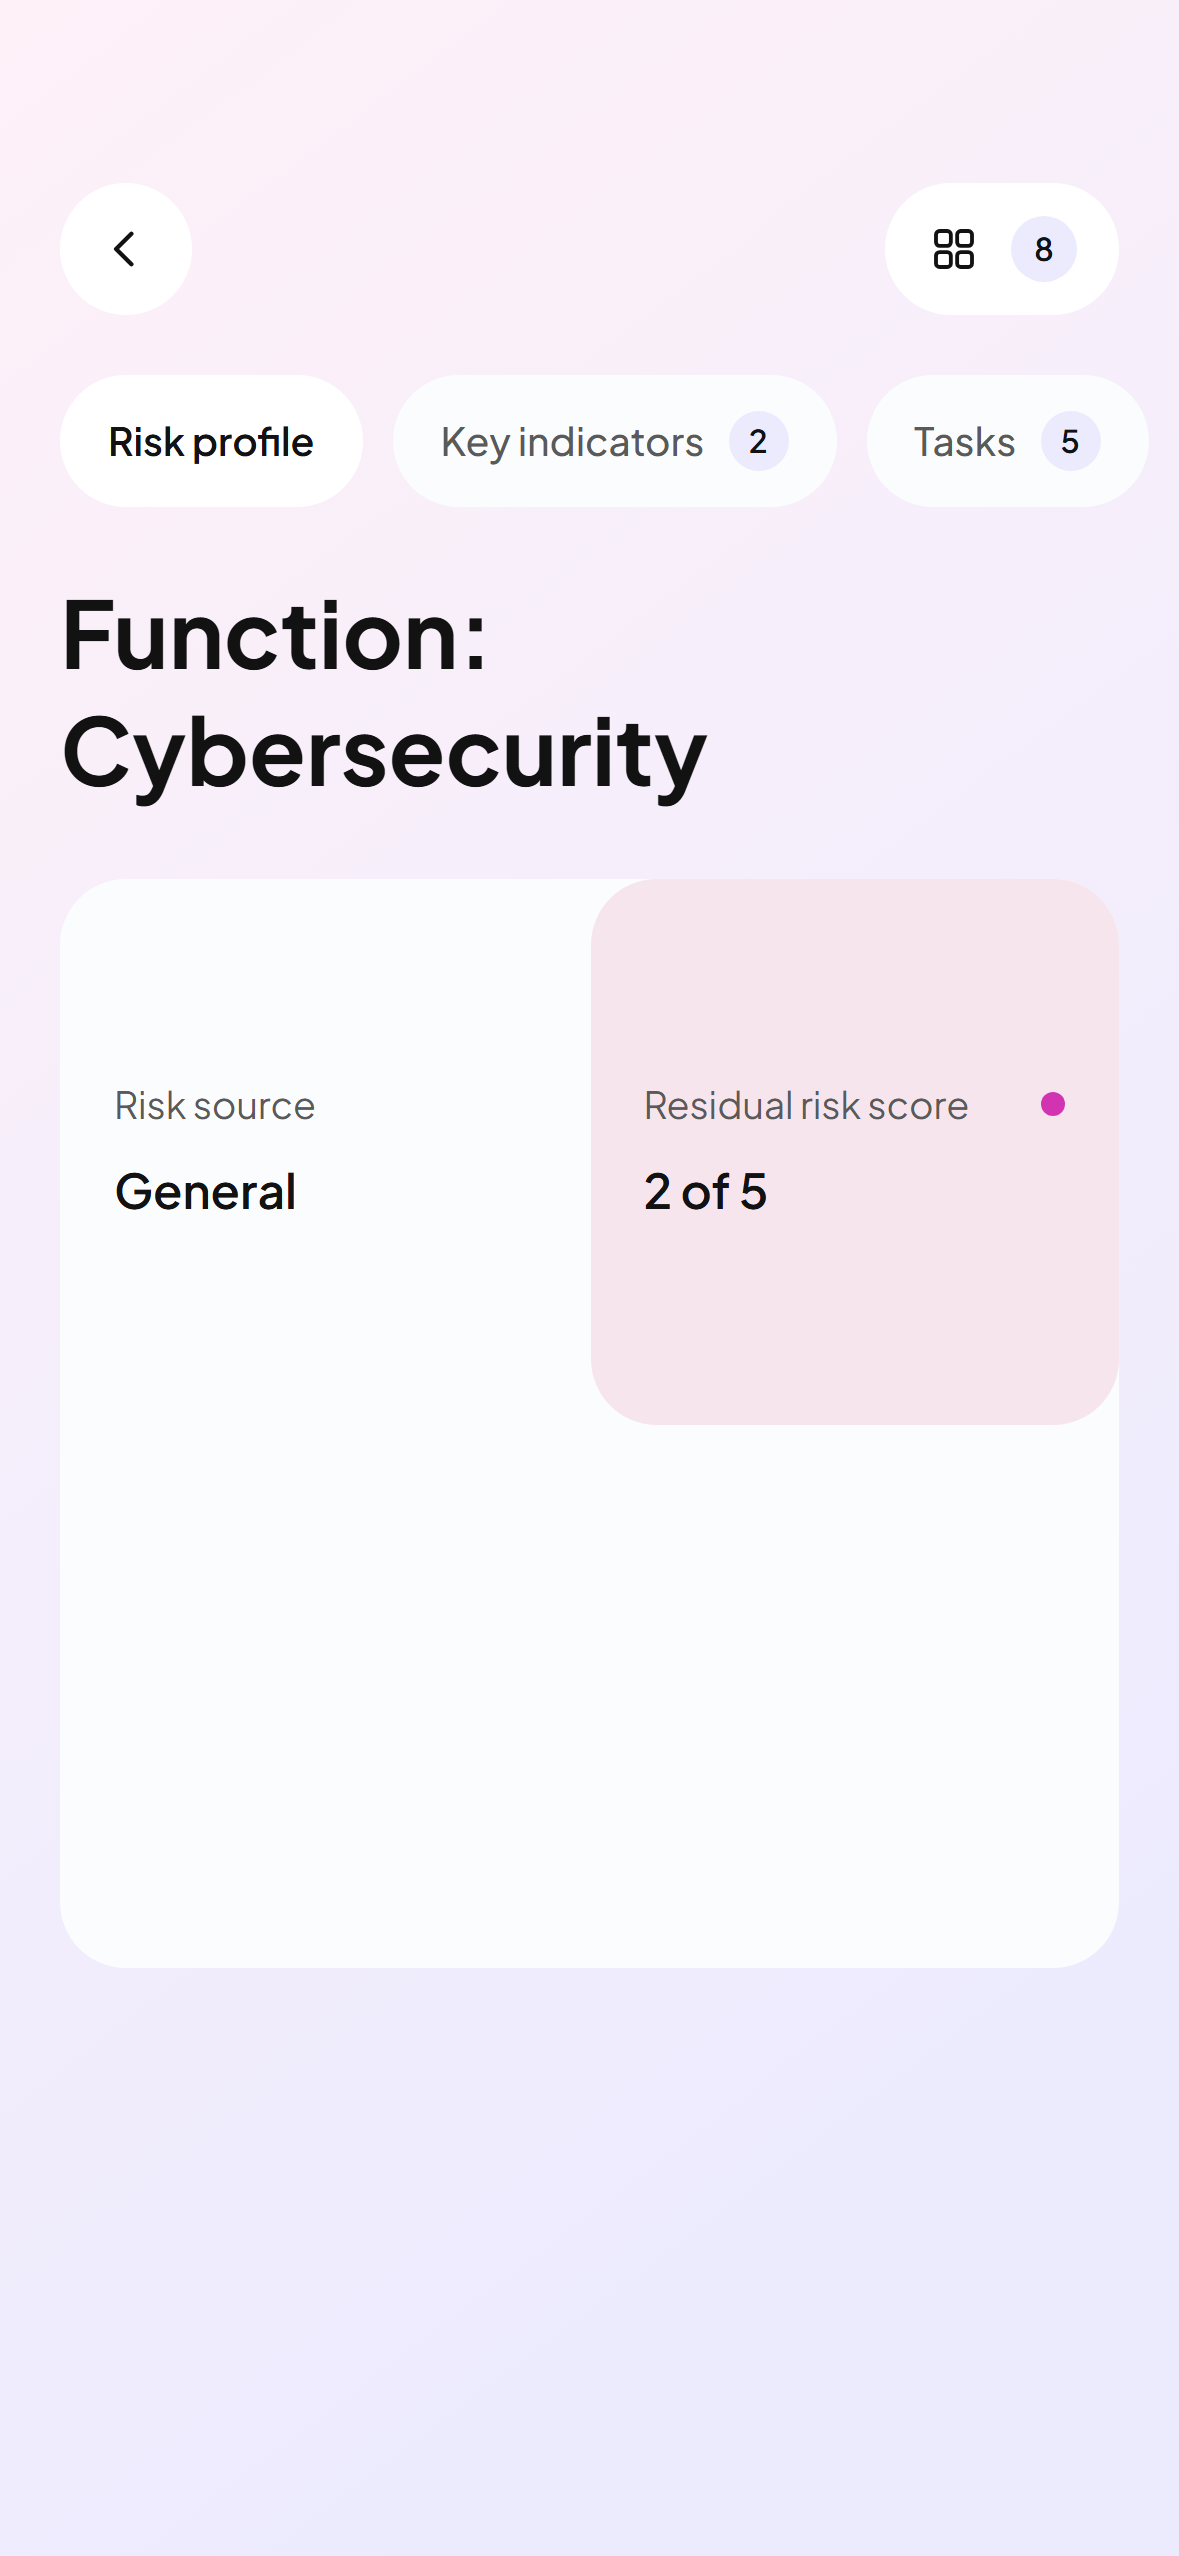 8
Risk profile
Key indicators 2
Tasks 5
Function:
Cybersecurity
Risk source
General
Residual risk score
2 of 5